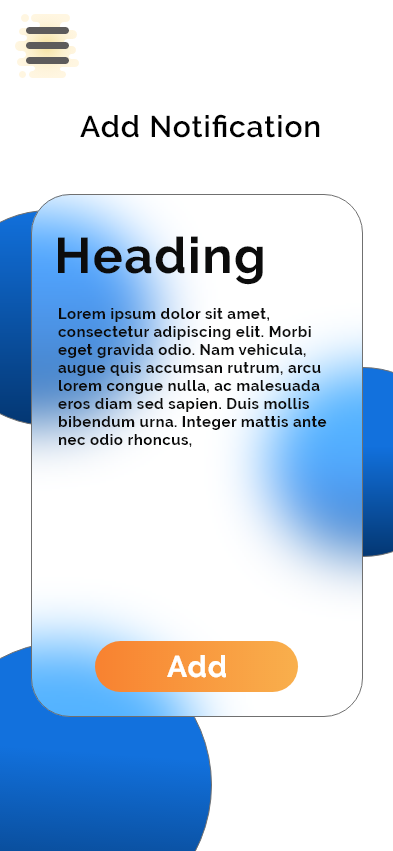 Add Notification
Heading
Lorem ipsum dolor sit amet,
consectetur adipiscing elit. Morbi
eget gravida odio. Nam vehicula,
augue quis accumsan rutrum, arcu
lorem congue nulla, ac malesuada
eros diam sed sapien. Duis mollis
bibendum urna. Integer mattis ante
nec odio rhoncus,
Add